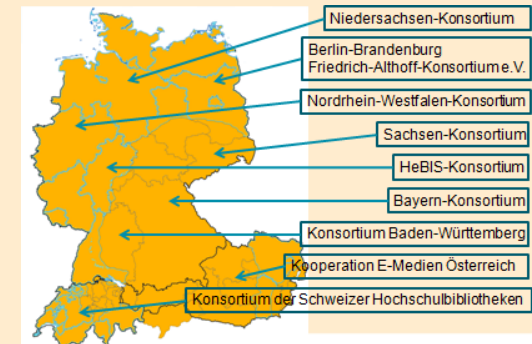 Niedersachsen-Konsortium
Berlin-Brandenburg
Friedrich-Althoff-Konsortium e.V.
Nordrhein-Westfalen-Konsortium
Sachsen-Konsortium
HeBIS-Konsortium
Bayern-Konsortium
Konsortium Baden-Württemberg
Kooperation E-Medien Österreich
Konsortium der Schweizer Hochschulbibliotheken